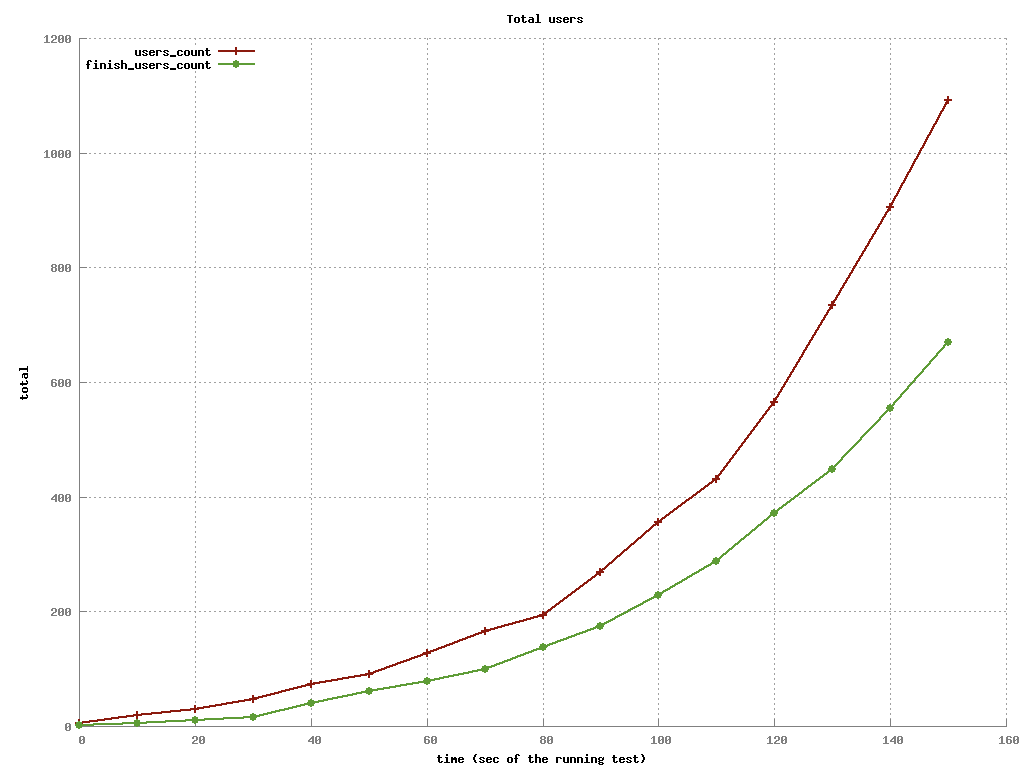 Total users
users_count
finish_users_count
1200
1000
800
600
400
200
0
total
0 20 40 60 80 100 120 140 160
time (sec of the running test)